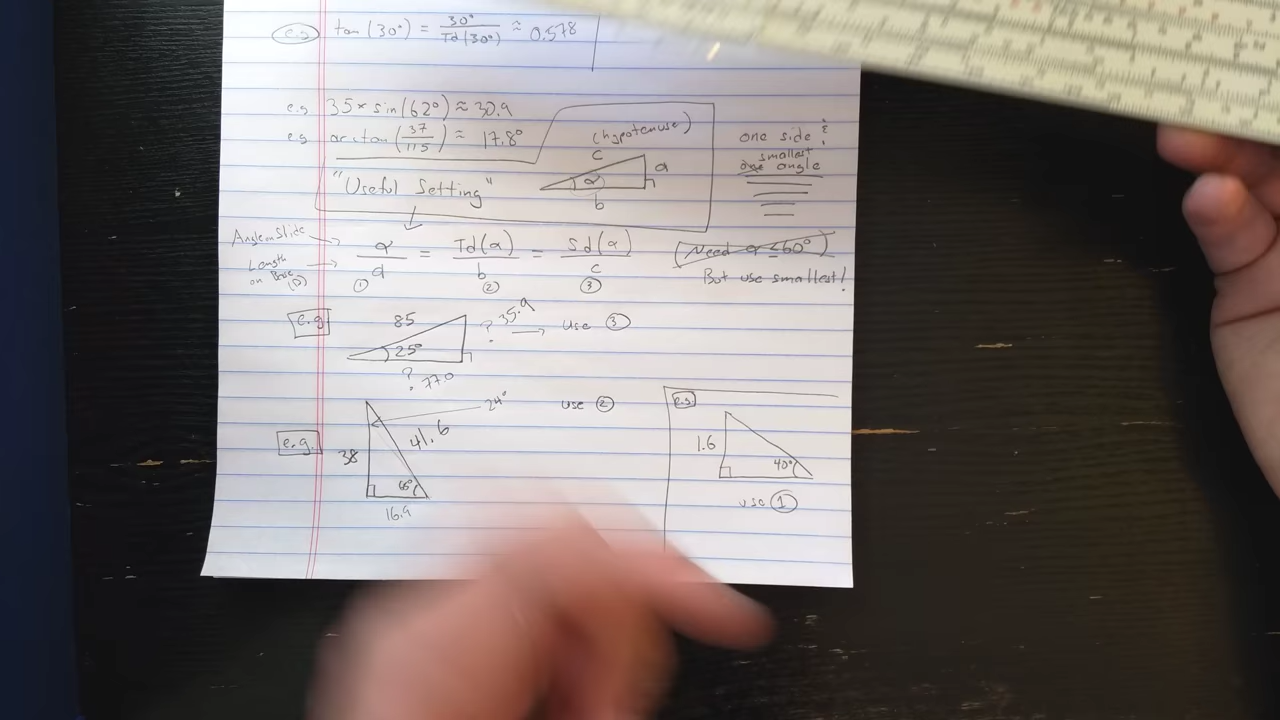 e.g tan (30°) = 30° / Td(30°) ≈ 0.578
e.g 35 × sin(62°) ≈ 30.9
e.g arctan (37/115) ≈ 17.8°
(hypotenuse)
c
a
α
b
one side &
smallest
one angle
"Useful Setting"
Angle on Slide
Length on Base (D)
α/a = Td(α)/b = Sd(α)/c
① ② ③
(Need α ≤ 60°)
But use smallest!
e.g
85
25°
? 35.9
use ③
? 77.0
e.g.
38
24°
41.6
66°
16.9
use ②
e.g.
1.6
40°
use ①